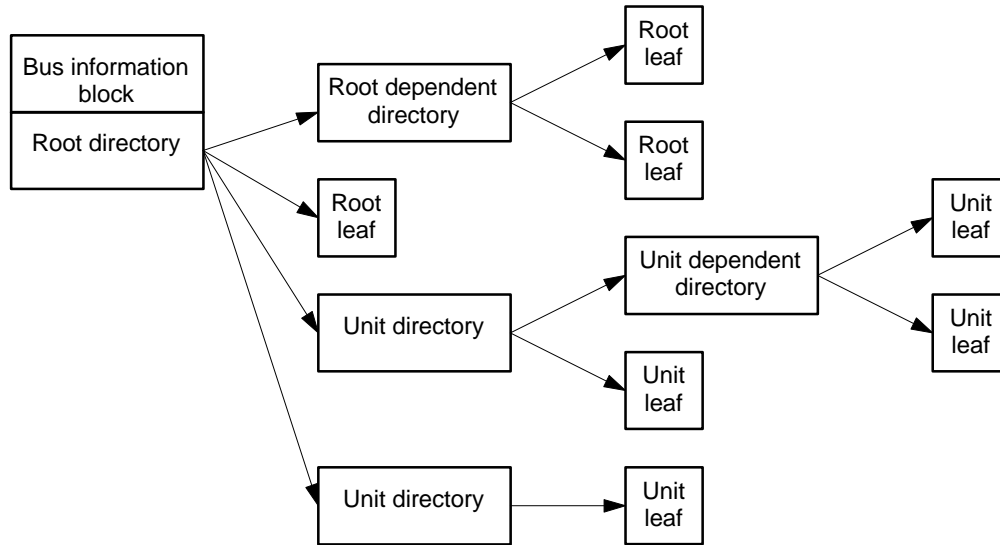 Bus information
block
Root directory
Root dependent
directory
Root
leaf
Root
leaf
Root
leaf
Unit directory
Unit dependent
directory
Unit
leaf
Unit
leaf
Unit
leaf
Unit directory
Unit
leaf